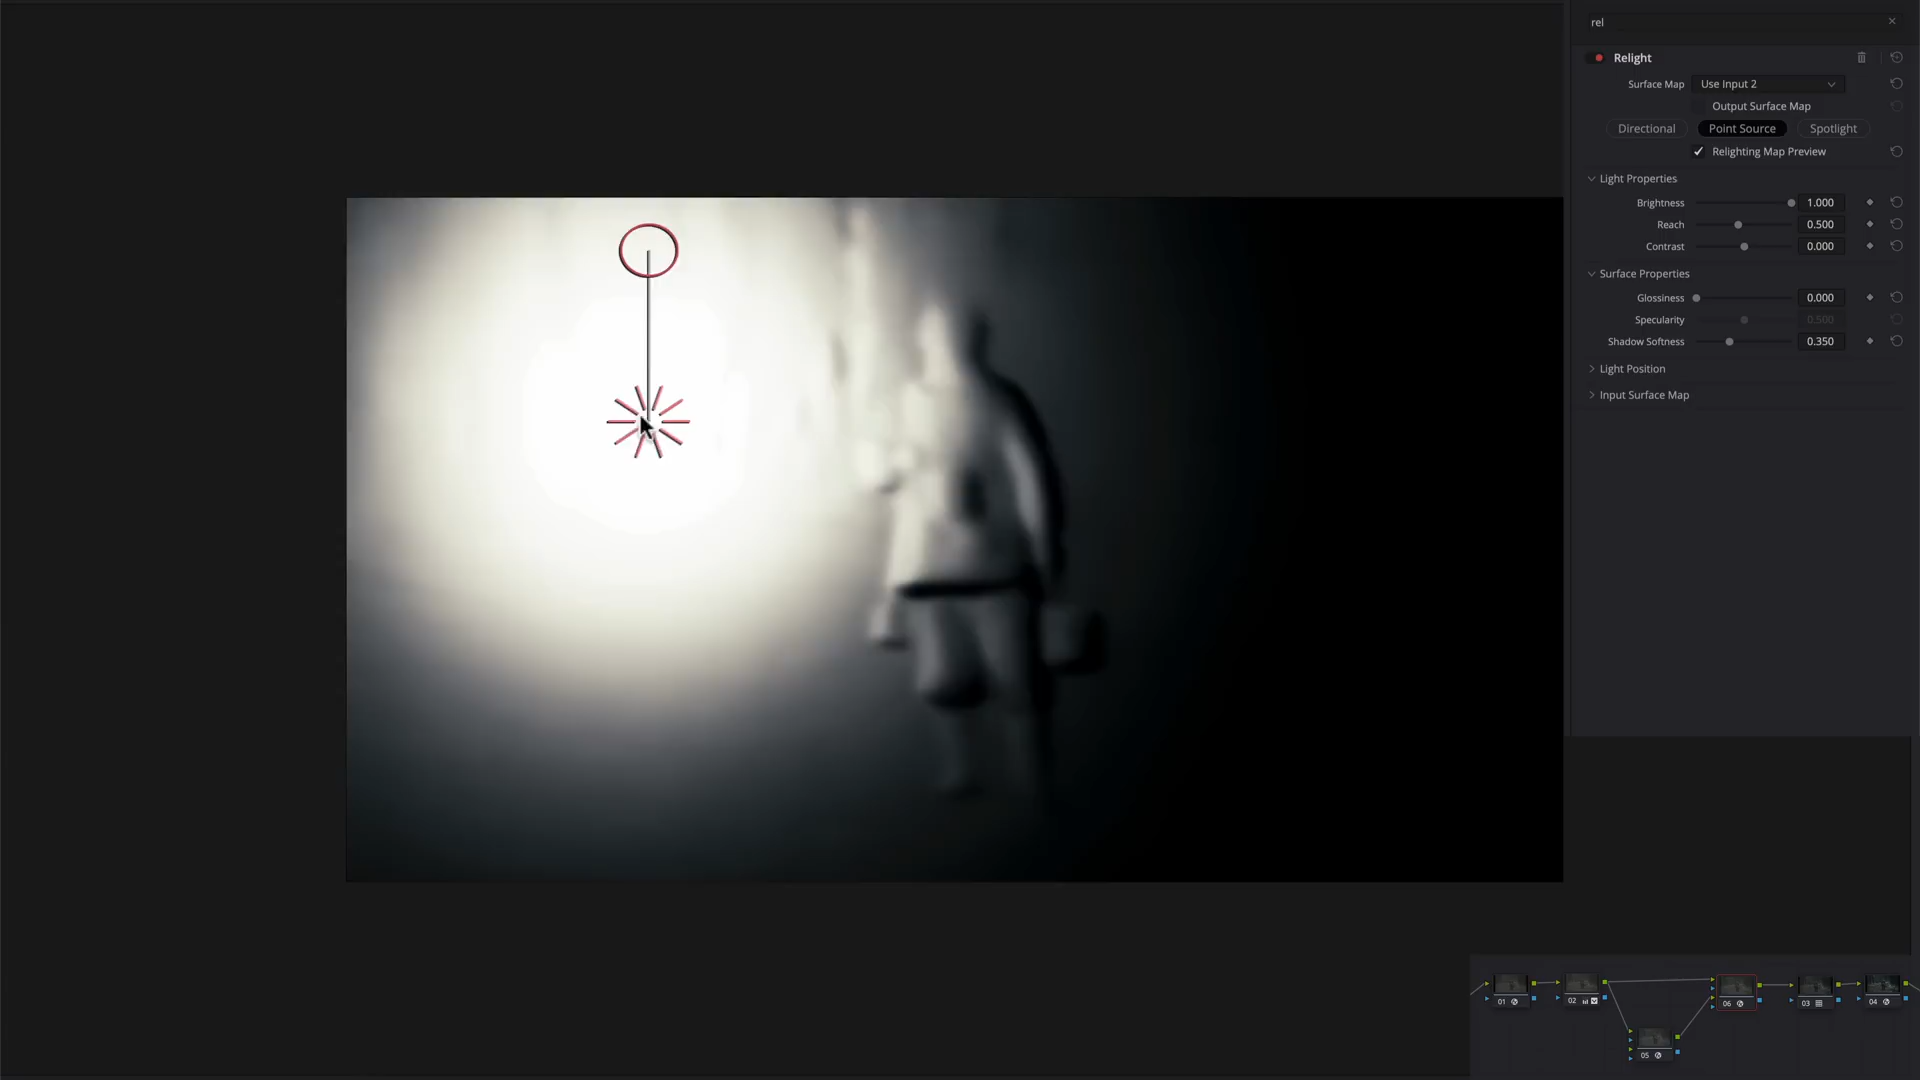 rel
Relight
Surface Map Use Input 2
Output Surface Map
Directional Point Source Spotlight
Relighting Map Preview
Light Properties
Brightness 1.000
Reach 0.500
Contrast 0.000
Surface Properties
Glossiness 0.000
Specularity 0.500
Shadow Softness 0.350
Light Position
Input Surface Map
01 02 06 03 04
05